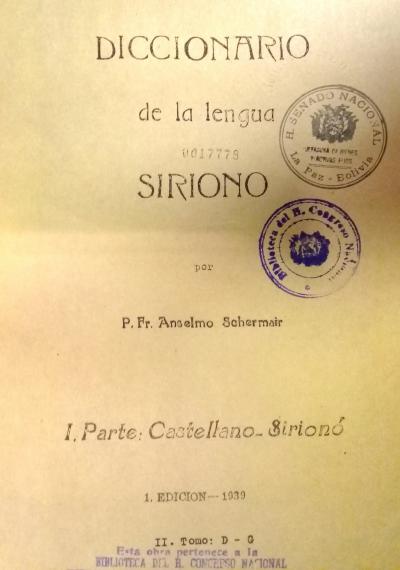 DICCIONARIO
de la lengua
0017779
SIRIONO
H. SENADO NACIONAL
La Paz - Bolivia
Biblioteca del H. Congreso
por
P. Fr. Anselmo Schermair
I. Parte: Castellano- Sirionó
1. EDICION-- 1939
II. Tomo: D - G
Esta obra pertenece a la
BIBLIOTECA DEL H. CONGRESO NACIONAL